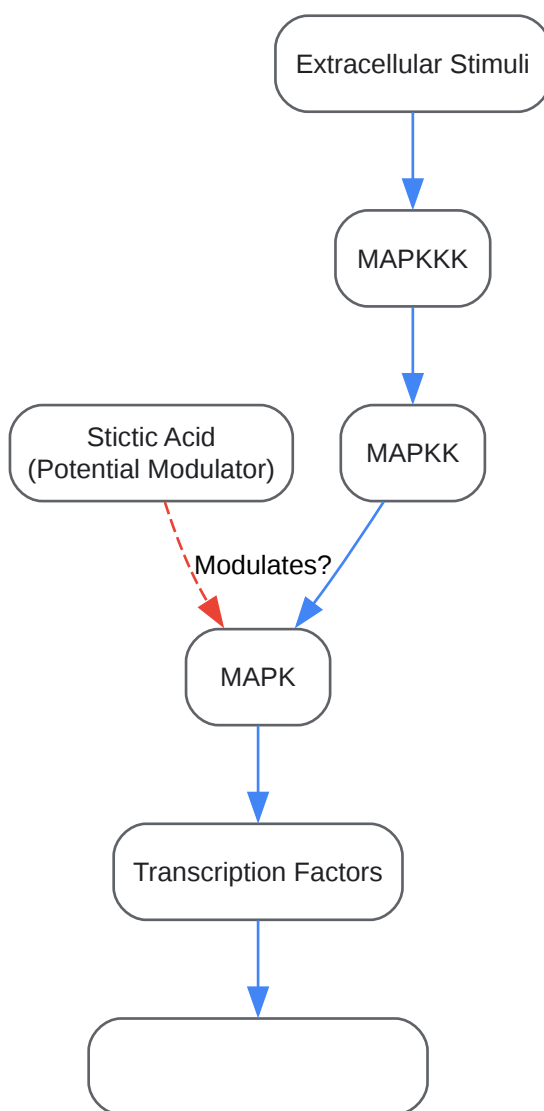 Extracellular Stimuli
MAPKKK
Stictic Acid
(Potential Modulator)
MAPKK
Modulates?
MAPK
Transcription Factors